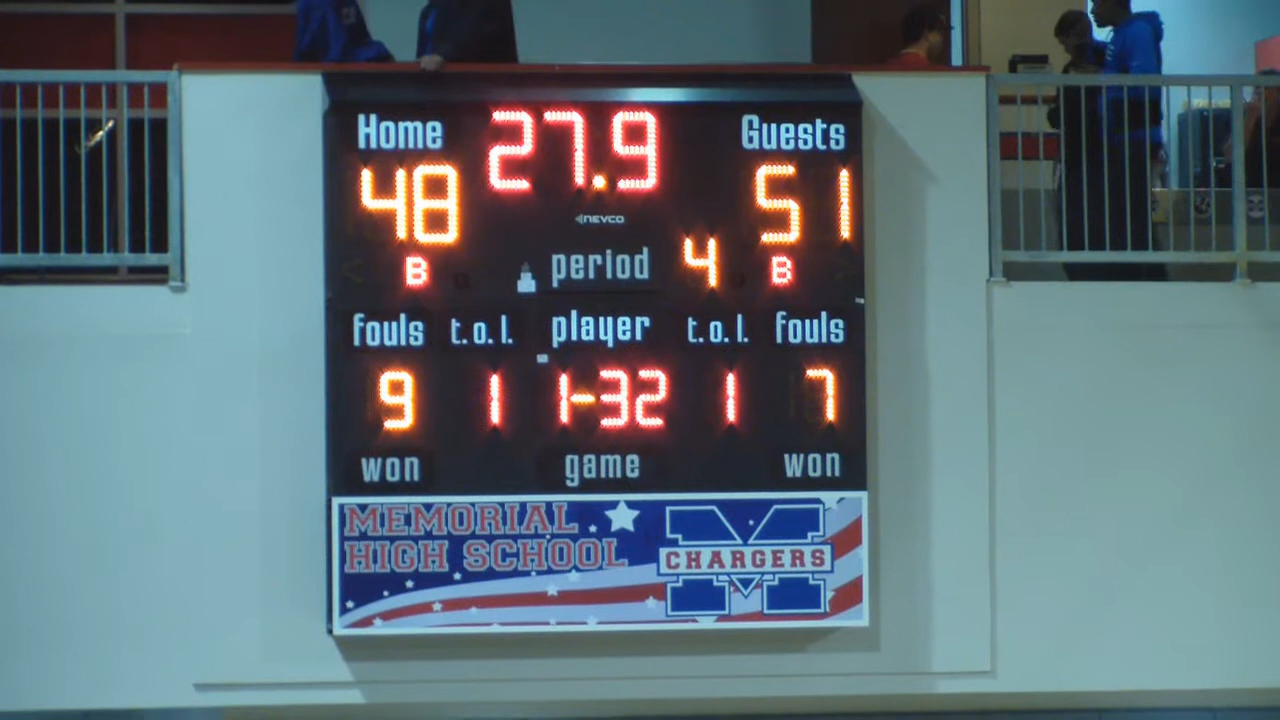 Home 27.9 Guests
48 51
NEVCO
B period 4 B
fouls t.o.l. player t.o.l. fouls
9 1 1-32 1 7
won game won
MEMORIAL
HIGH SCHOOL
M
CHARGERS